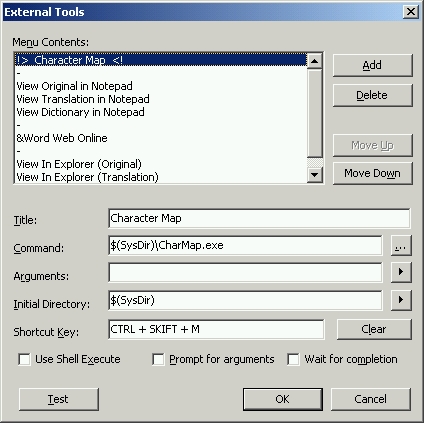 External Tools
Menu Contents:
!> Character Map <!
-
View Original in Notepad
View Translation in Notepad
View Dictionary in Notepad
-
&Word Web Online
-
View In Explorer (Original)
View In Explorer (Translation)
Add
Delete
Move Up
Move Down
Title: Character Map
Command: $(SysDir)\CharMap.exe ...
Arguments:
Initial Directory: $(SysDir)
Shortcut Key: CTRL + SKIFT + M Clear
Use Shell Execute Prompt for arguments Wait for completion
Test OK Cancel